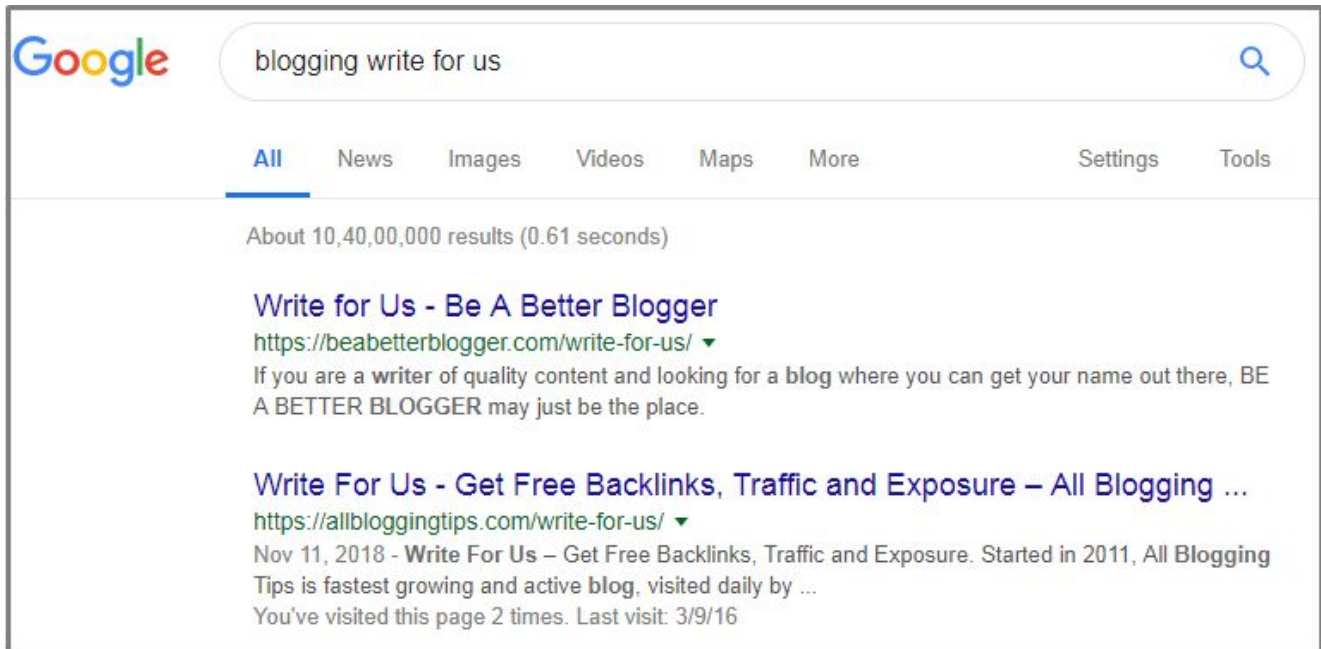 Google
blogging write for us
All News Images Videos Maps More Settings Tools
About 10,40,00,000 results (0.61 seconds)
Write for Us - Be A Better Blogger
https://beabetterblogger.com/write-for-us/
If you are a writer of quality content and looking for a blog where you can get your name out there, BE
A BETTER BLOGGER may just be the place.
Write For Us - Get Free Backlinks, Traffic and Exposure – All Blogging ...
https://allbloggingtips.com/write-for-us/
Nov 11, 2018 - Write For Us – Get Free Backlinks, Traffic and Exposure. Started in 2011, All Blogging
Tips is fastest growing and active blog, visited daily by ...
You've visited this page 2 times. Last visit: 3/9/16